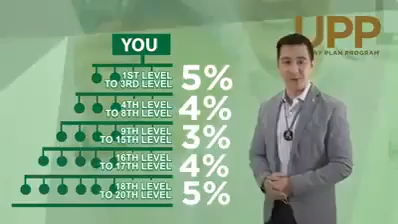 UPP
PAY PLAN PROGRAM
YOU
1ST LEVEL
TO 3RD LEVEL
5%
4TH LEVEL
TO 8TH LEVEL
4%
9TH LEVEL
TO 15TH LEVEL
3%
16TH LEVEL
TO 17TH LEVEL
4%
18TH LEVEL
TO 20TH LEVEL
5%